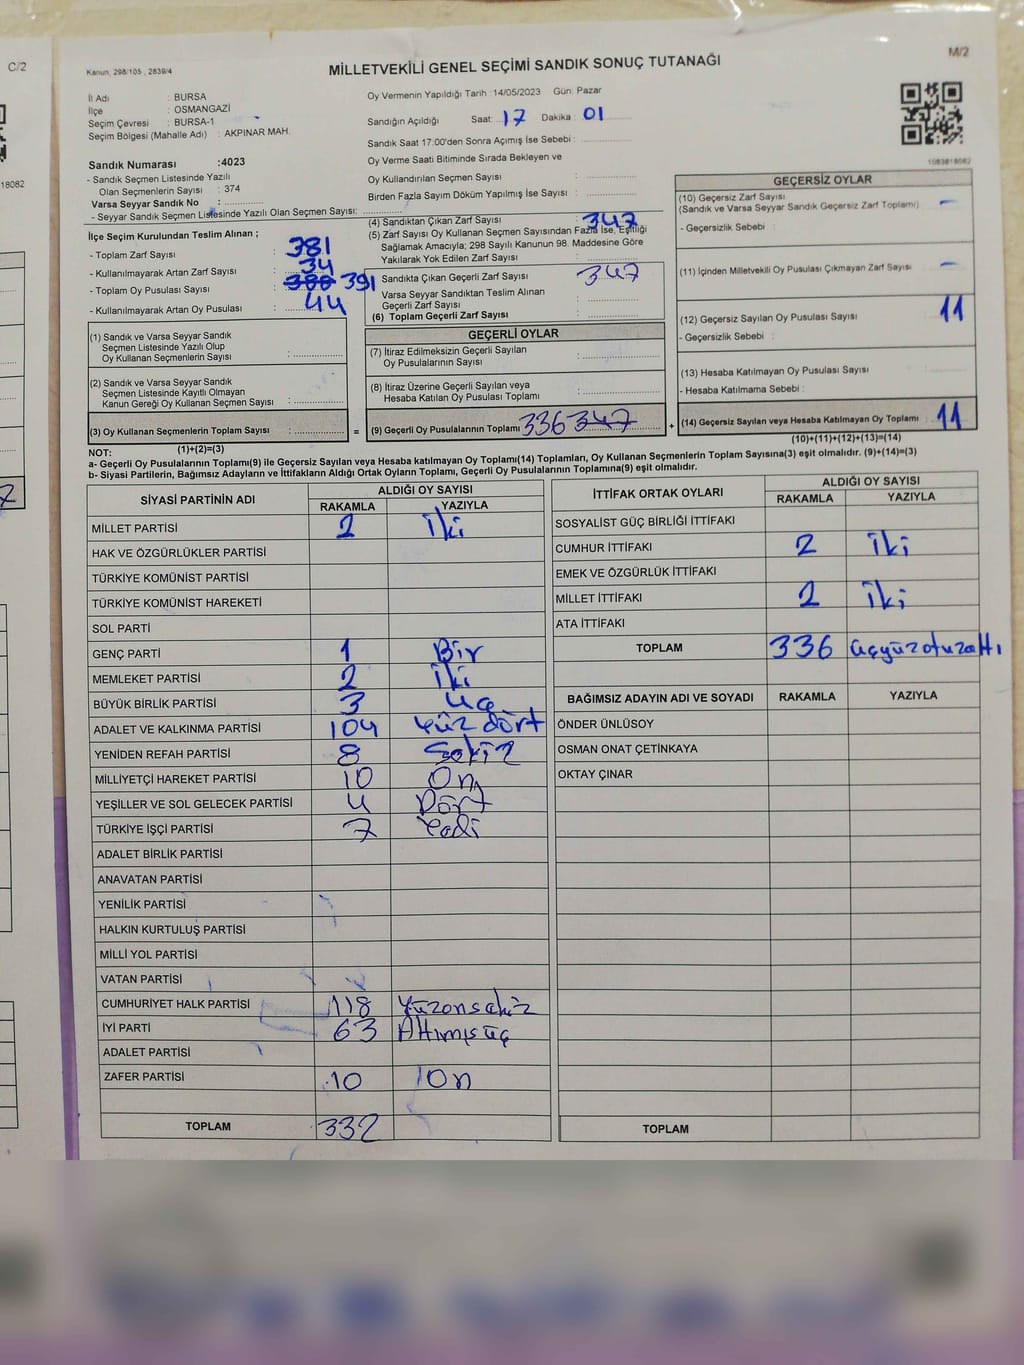 C/2
18082
M/2
Kanun, 298/105 , 2839/4
MİLLETVEKİLİ GENEL SEÇİMİ SANDIK SONUÇ TUTANAĞI
İl Adı : BURSA
İlçe : OSMANGAZİ
Seçim Çevresi : BURSA-1
Seçim Bölgesi (Mahalle Adı) : AKPINAR MAH.
Sandık Numarası :4023
- Sandık Seçmen Listesinde Yazılı
Olan Seçmenlerin Sayısı : 374
Varsa Seyyar Sandık No :
- Seyyar Sandık Seçmen Listesinde Yazılı Olan Seçmen Sayısı:
Oy Vermenin Yapıldığı Tarih :14/05/2023 Gün: Pazar
Sandığın Açıldığı Saat: 17 Dakika : 01
Sandık Saat 17.00'den Sonra Açımış İse Sebebi :
Oy Verme Saati Bitiminde Sırada Bekleyen ve
Oy Kullandırılan Seçmen Sayısı :
Birden Fazla Sayım Döküm Yapılmış İse Sayısı :
1083818082
İlçe Seçim Kurulundan Teslim Alınan ;
- Toplam Zarf Sayısı : 381
- Kullanılmayarak Artan Zarf Sayısı : 34
- Toplam Oy Pusulası Sayısı : 388 391
- Kullanılmayarak Artan Oy Pusulası : 44
(4) Sandıktan Çıkan Zarf Sayısı : 347
(5) Zarf Sayısı Oy Kullanan Seçmen Sayısından Fazla İse, Eşitliği
Sağlamak Amacıyla; 298 Sayılı Kanunun 98. Maddesine Göre
Yakılarak Yok Edilen Zarf Sayısı :
Sandıkta Çıkan Geçerli Zarf Sayısı : 347
Varsa Seyyar Sandıktan Teslim Alınan
Geçerli Zarf Sayısı :
(6) Toplam Geçerli Zarf Sayısı :
GEÇERSİZ OYLAR
(10) Geçersiz Zarf Sayısı : -
(Sandık ve Varsa Seyyar Sandık Geçersiz Zarf Toplamı)
- Geçersizlik Sebebi :
(11) İçinden Milletvekili Oy Pusulası Çıkmayan Zarf Sayısı : -
(12) Geçersiz Sayılan Oy Pusulası Sayısı : 11
- Geçersizlik Sebebi :
(13) Hesaba Katılmayan Oy Pusulası Sayısı :
- Hesaba Katılmama Sebebi :
(14) Geçersiz Sayılan veya Hesaba Katılmayan Oy Toplamı : 11
(10)+(11)+(12)+(13)=(14)
(1) Sandık ve Varsa Seyyar Sandık
Seçmen Listesinde Yazılı Olup
Oy Kullanan Seçmenlerin Sayısı :
(2) Sandık ve Varsa Seyyar Sandık
Seçmen Listesinde Kayıtlı Olmayan
Kanun Gereği Oy Kullanan Seçmen Sayısı :
(3) Oy Kullanan Seçmenlerin Toplam Sayısı :
=
(1)+(2)=(3)
GEÇERLİ OYLAR
(7) İtiraz Edilmeksizin Geçerli Sayılan
Oy Pusulalarının Sayısı :
(8) İtiraz Üzerine Geçerli Sayılan veya
Hesaba Katılan Oy Pusulası Toplamı :
(9) Geçerli Oy Pusulalarının Toplamı : 336 347
+
NOT:
a- Geçerli Oy Pusulalarının Toplamı(9) ile Geçersiz Sayılan veya Hesaba katılmayan Oy Toplamı(14) Toplamları, Oy Kullanan Seçmenlerin Toplam Sayısına(3) eşit olmalıdır. (9)+(14)=(3)
b- Siyasi Partilerin, Bağımsız Adayların ve İttifakların Aldığı Ortak Oyların Toplamı, Geçerli Oy Pusulalarının Toplamına(9) eşit olmalıdır.
SİYASİ PARTİNİN ADI ALDIĞI OY SAYISI
RAKAMLA YAZIYLA
MİLLET PARTİSİ 2 İki
HAK VE ÖZGÜRLÜKLER PARTİSİ
TÜRKİYE KOMÜNİST PARTİSİ
TÜRKİYE KOMÜNİST HAREKETİ
SOL PARTİ
GENÇ PARTİ 1 Bir
MEMLEKET PARTİSİ 2 İki
BÜYÜK BİRLİK PARTİSİ 3 üç
ADALET VE KALKINMA PARTİSİ 104 Yüz dört
YENİDEN REFAH PARTİSİ 8 Sekiz
MİLLİYETÇİ HAREKET PARTİSİ 10 On
YEŞİLLER VE SOL GELECEK PARTİSİ 4 Dört
TÜRKİYE İŞÇİ PARTİSİ 7 Yedi
ADALET BİRLİK PARTİSİ
ANAVATAN PARTİSİ
YENİLİK PARTİSİ
HALKIN KURTULUŞ PARTİSİ
MİLLİ YOL PARTİSİ
VATAN PARTİSİ
CUMHURİYET HALK PARTİSİ 118 Yüzonsekiz
İYİ PARTİ 63 Altmışüç
ADALET PARTİSİ
ZAFER PARTİSİ 10 On
TOPLAM 332
İTTİFAK ORTAK OYLARI ALDIĞI OY SAYISI
RAKAMLA YAZIYLA
SOSYALİST GÜÇ BİRLİĞİ İTTİFAKI
CUMHUR İTTİFAKI 2 İki
EMEK VE ÖZGÜRLÜK İTTİFAKI
MİLLET İTTİFAKI 2 İki
ATA İTTİFAKI
TOPLAM 336 üçyüzotuzaltı
BAĞIMSIZ ADAYIN ADI VE SOYADI RAKAMLA YAZIYLA
ÖNDER ÜNLÜSOY
OSMAN ONAT ÇETİNKAYA
OKTAY ÇINAR
TOPLAM